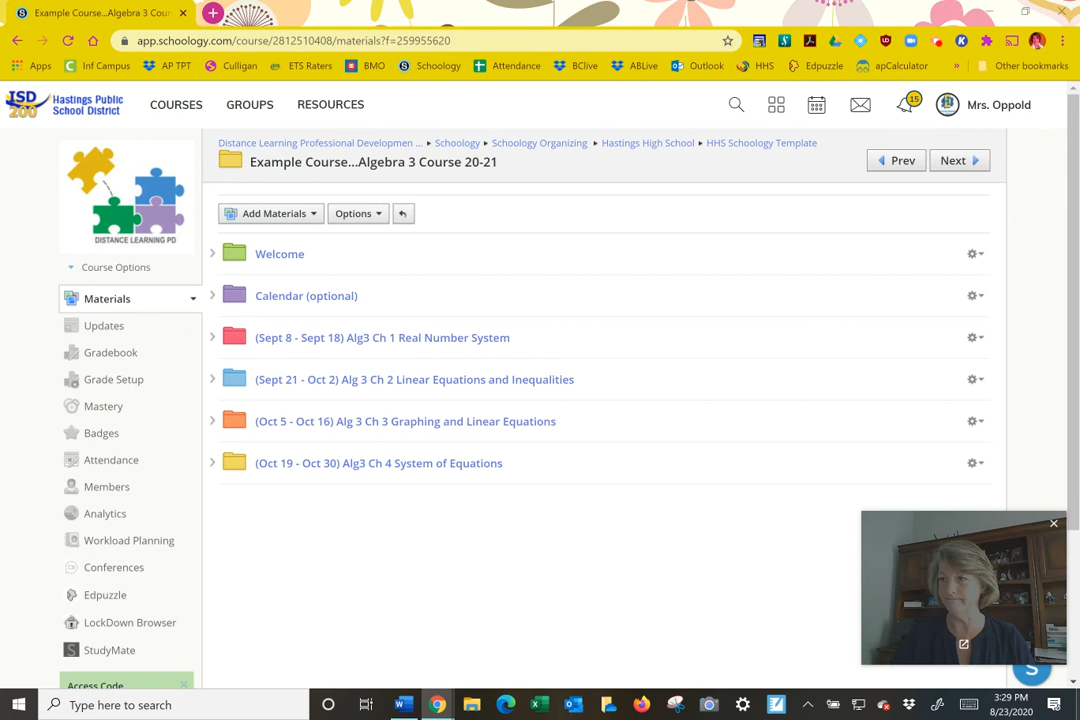 Example Course...Algebra 3 Cour
app.schoology.com/course/2812510408/materials?f=259955620
Apps Inf Campus AP TPT Culligan ETS Raters BMO Schoology Attendance BClive ABLive Outlook HHS Edpuzzle apCalculator » Other bookmarks
ISD 200 Hastings Public School District
COURSES GROUPS RESOURCES 15 Mrs. Oppold
Distance Learning Professional Developmen ... Schoology Schoology Organizing Hastings High School HHS Schoology Template
Example Course...Algebra 3 Course 20-21
Prev Next
DISTANCE LEARNING PD
Add Materials Options
Course Options
Welcome
Materials
Calendar (optional)
Updates
(Sept 8 - Sept 18) Alg3 Ch 1 Real Number System
Gradebook
Grade Setup
(Sept 21 - Oct 2) Alg 3 Ch 2 Linear Equations and Inequalities
Mastery
(Oct 5 - Oct 16) Alg 3 Ch 3 Graphing and Linear Equations
Badges
Attendance
(Oct 19 - Oct 30) Alg3 Ch 4 System of Equations
Members
Analytics
Workload Planning
Conferences
Edpuzzle
LockDown Browser
StudyMate
Access Code
Type here to search
3:29 PM
8/23/2020